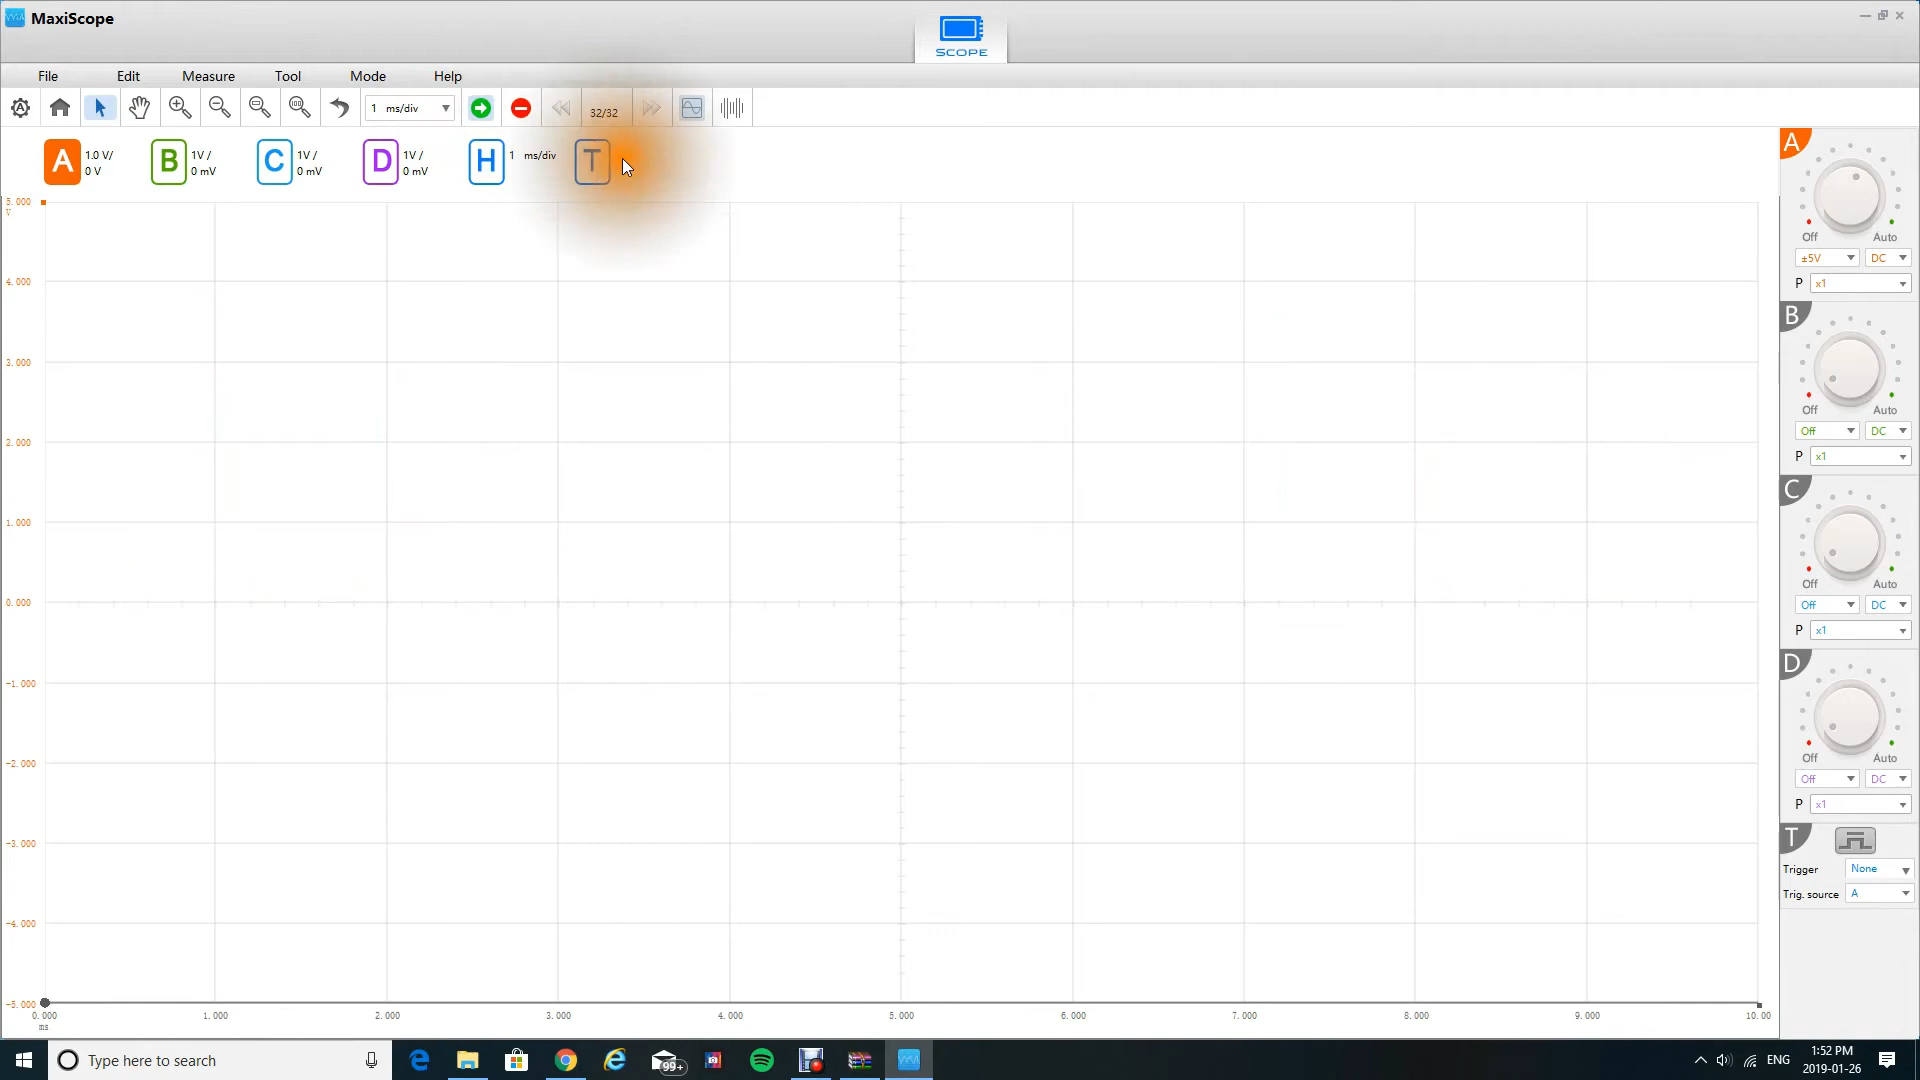 MaxiScope
SCOPE
File Edit Measure Tool Mode Help
1 ms/div
32/32
A 1.0 V/ 0 V
B 1V / 0 mV
C 1V / 0 mV
D 1V / 0 mV
H 1 ms/div
T
5.000
V
4.000
3.000
2.000
1.000
0.000
-1.000
-2.000
-3.000
-4.000
-5.000
0.000 1.000 2.000 3.000 4.000 5.000 6.000 7.000 8.000 9.000 10.00
ms
A
Off Auto
±5V DC
P x1
B
Off Auto
Off DC
P x1
C
Off Auto
Off DC
P x1
D
Off Auto
Off DC
P x1
T
Trigger None
Trig. source A
Type here to search
99+
ENG
1:52 PM
2019-01-26